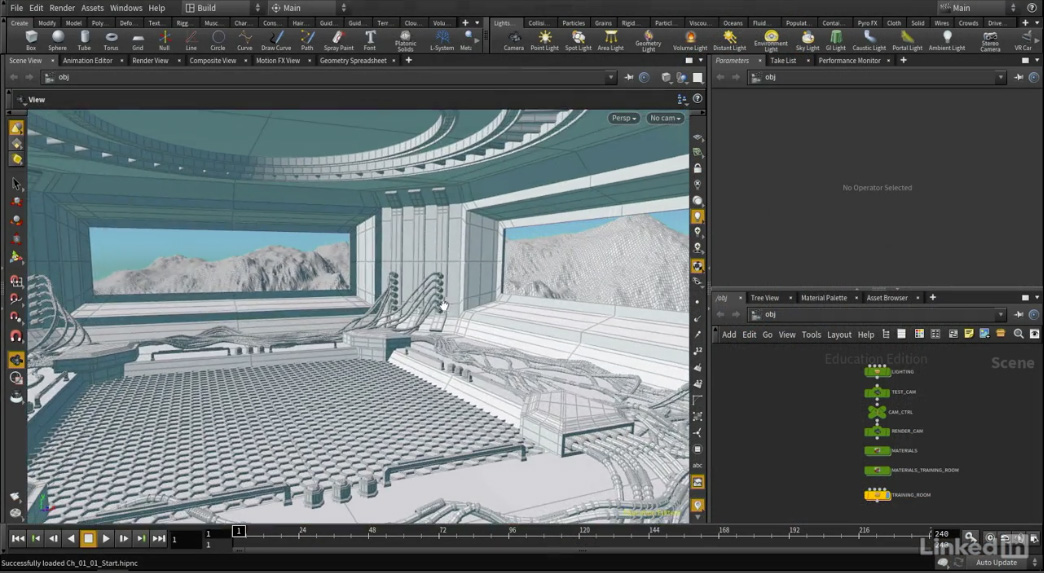 File Edit Render Assets Windows Help Build Main Main
Create Modify Model Poly... Defo... Text... Rigg... Musc... Char... Cons... Hair... Guid... Guid... Terr... Cloth Volu... Lights... Collisi... Particles Grains Rigid... Particl... Viscou... Oceans Fluid... Populat... Contai... Pyro FX Cloth Solid Wires Crowds Drive...
Box Sphere Tube Torus Grid Null Line Circle Curve Draw Curve Path Spray Paint Font Platonic Solids L-System Camera Point Light Spot Light Area Light Geometry Light Volume Light Distant Light Environment Light Sky Light GI Light Caustic Light Portal Light Ambient Light Stereo Camera VR Car
Scene View Animation Editor Render View Composite View Motion FX View Geometry Spreadsheet Parameters Take List Performance Monitor
obj obj
View
Persp No cam
No Operator Selected
/obj Tree View Material Palette Asset Browser
obj
Add Edit Go View Tools Layout Help
Education Edition Scene
LIGHTING
TEST_CAM
CAM_CTRL
RENDER_CAM
MATERIALS
MATERIALS_TRAINING_ROOM
TRAINING_ROOM
abc
1 1 1 1 24 48 72 96 120 144 168 192 216 240
LinkedIn
Successfully loaded Ch_01_01_Start.hipnc Auto Update